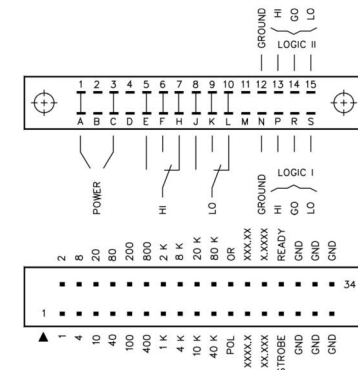 GROUND HI GO LO
LOGIC II
1 2 3 4 5 6 7 8 9 10 11 12 13 14 15
A B C D E F H J K L M N P R S
POWER HI LO GROUND HI GO LO
LOGIC I
2 8 20 80 200 800 2 K 8 K 20 K 80 K OR XXX.XX X.XXXX READY GND GND GND
34
1
1 4 10 40 100 400 1 K 4 K 10 K 40 K POL XXXX.X XX.XXX STROBE GND GND GND